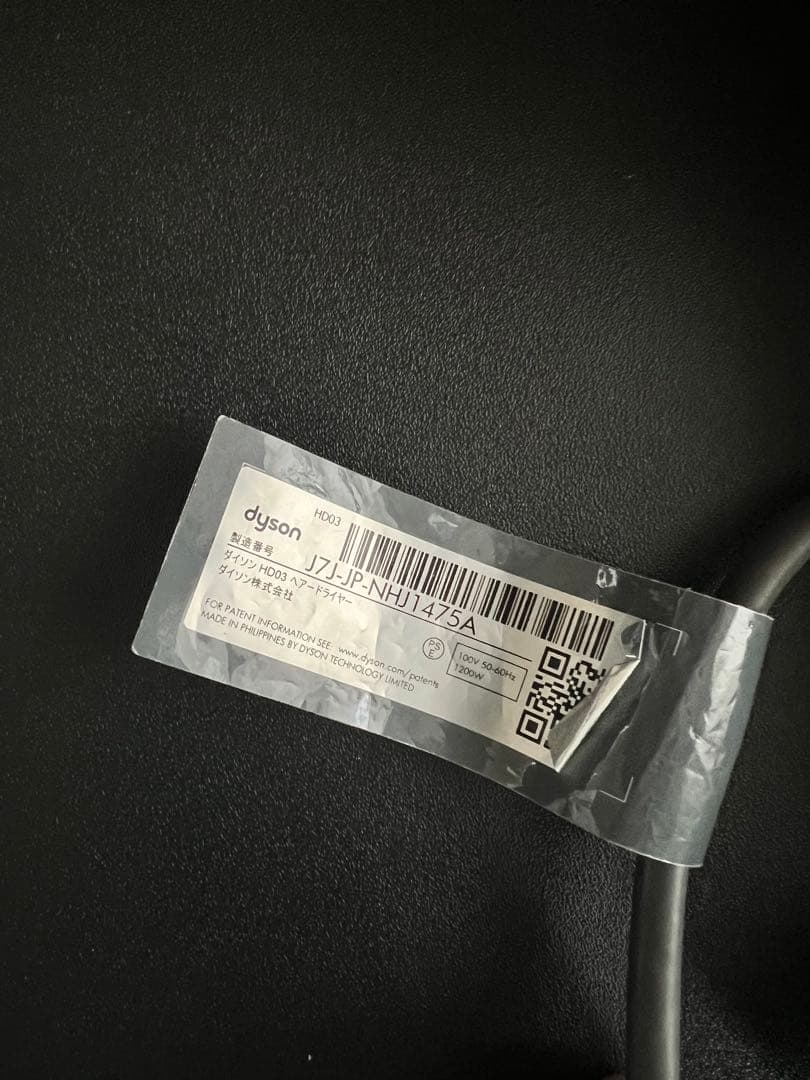 dyson HD03
製造番号 J7J-JP-NHJ1475A
ダイソン HD03 ヘアードライヤー
ダイソン株式会社
PS E
100V 50-60Hz
1200W
FOR PATENT INFORMATION SEE: www.dyson.com/patents
MADE IN PHILIPPINES BY DYSON TECHNOLOGY LIMITED